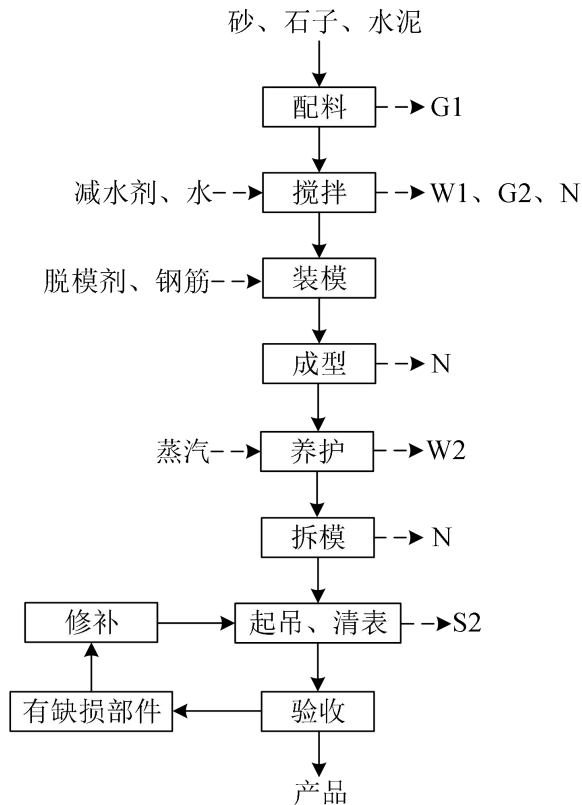 砂、石子、水泥
配料
G1
减水剂、水
搅拌
W1、G2、N
脱模剂、钢筋
装模
成型
N
蒸汽
养护
W2
拆模
N
修补
起吊、清表
S2
有缺损部件
验收
产品